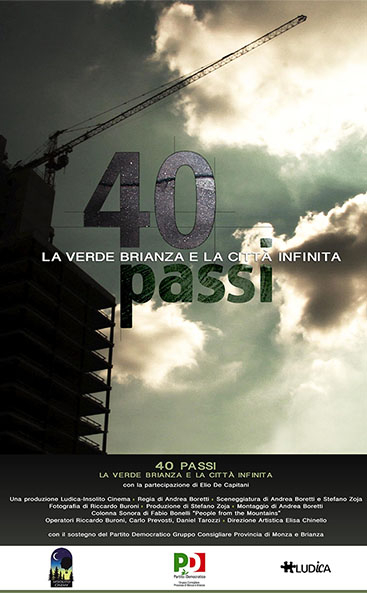 40
LA VERDE BRIANZA E LA CITTÀ INFINITA
passi
40 PASSI
LA VERDE BRIANZA E LA CITTÀ INFINITA
con la partecipazione di Elio De Capitani
Una produzione Ludica-Insolito Cinema • Regia di Andrea Boretti • Sceneggiatura di Andrea Boretti e Stefano Zoja
Fotografia di Riccardo Buroni • Produzione di Stefano Zoja • Montaggio di Andrea Boretti
Colonna Sonora di Fabio Bonelli "People from the Mountains"
Operatori Riccardo Buroni, Carlo Prevosti, Daniel Tarozzi • Direzione Artistica Elisa Chinello
con il sostegno del Partito Democratico Gruppo Consigliare Provincia di Monza e Brianza
PD
Partito Democratico
LUDICA